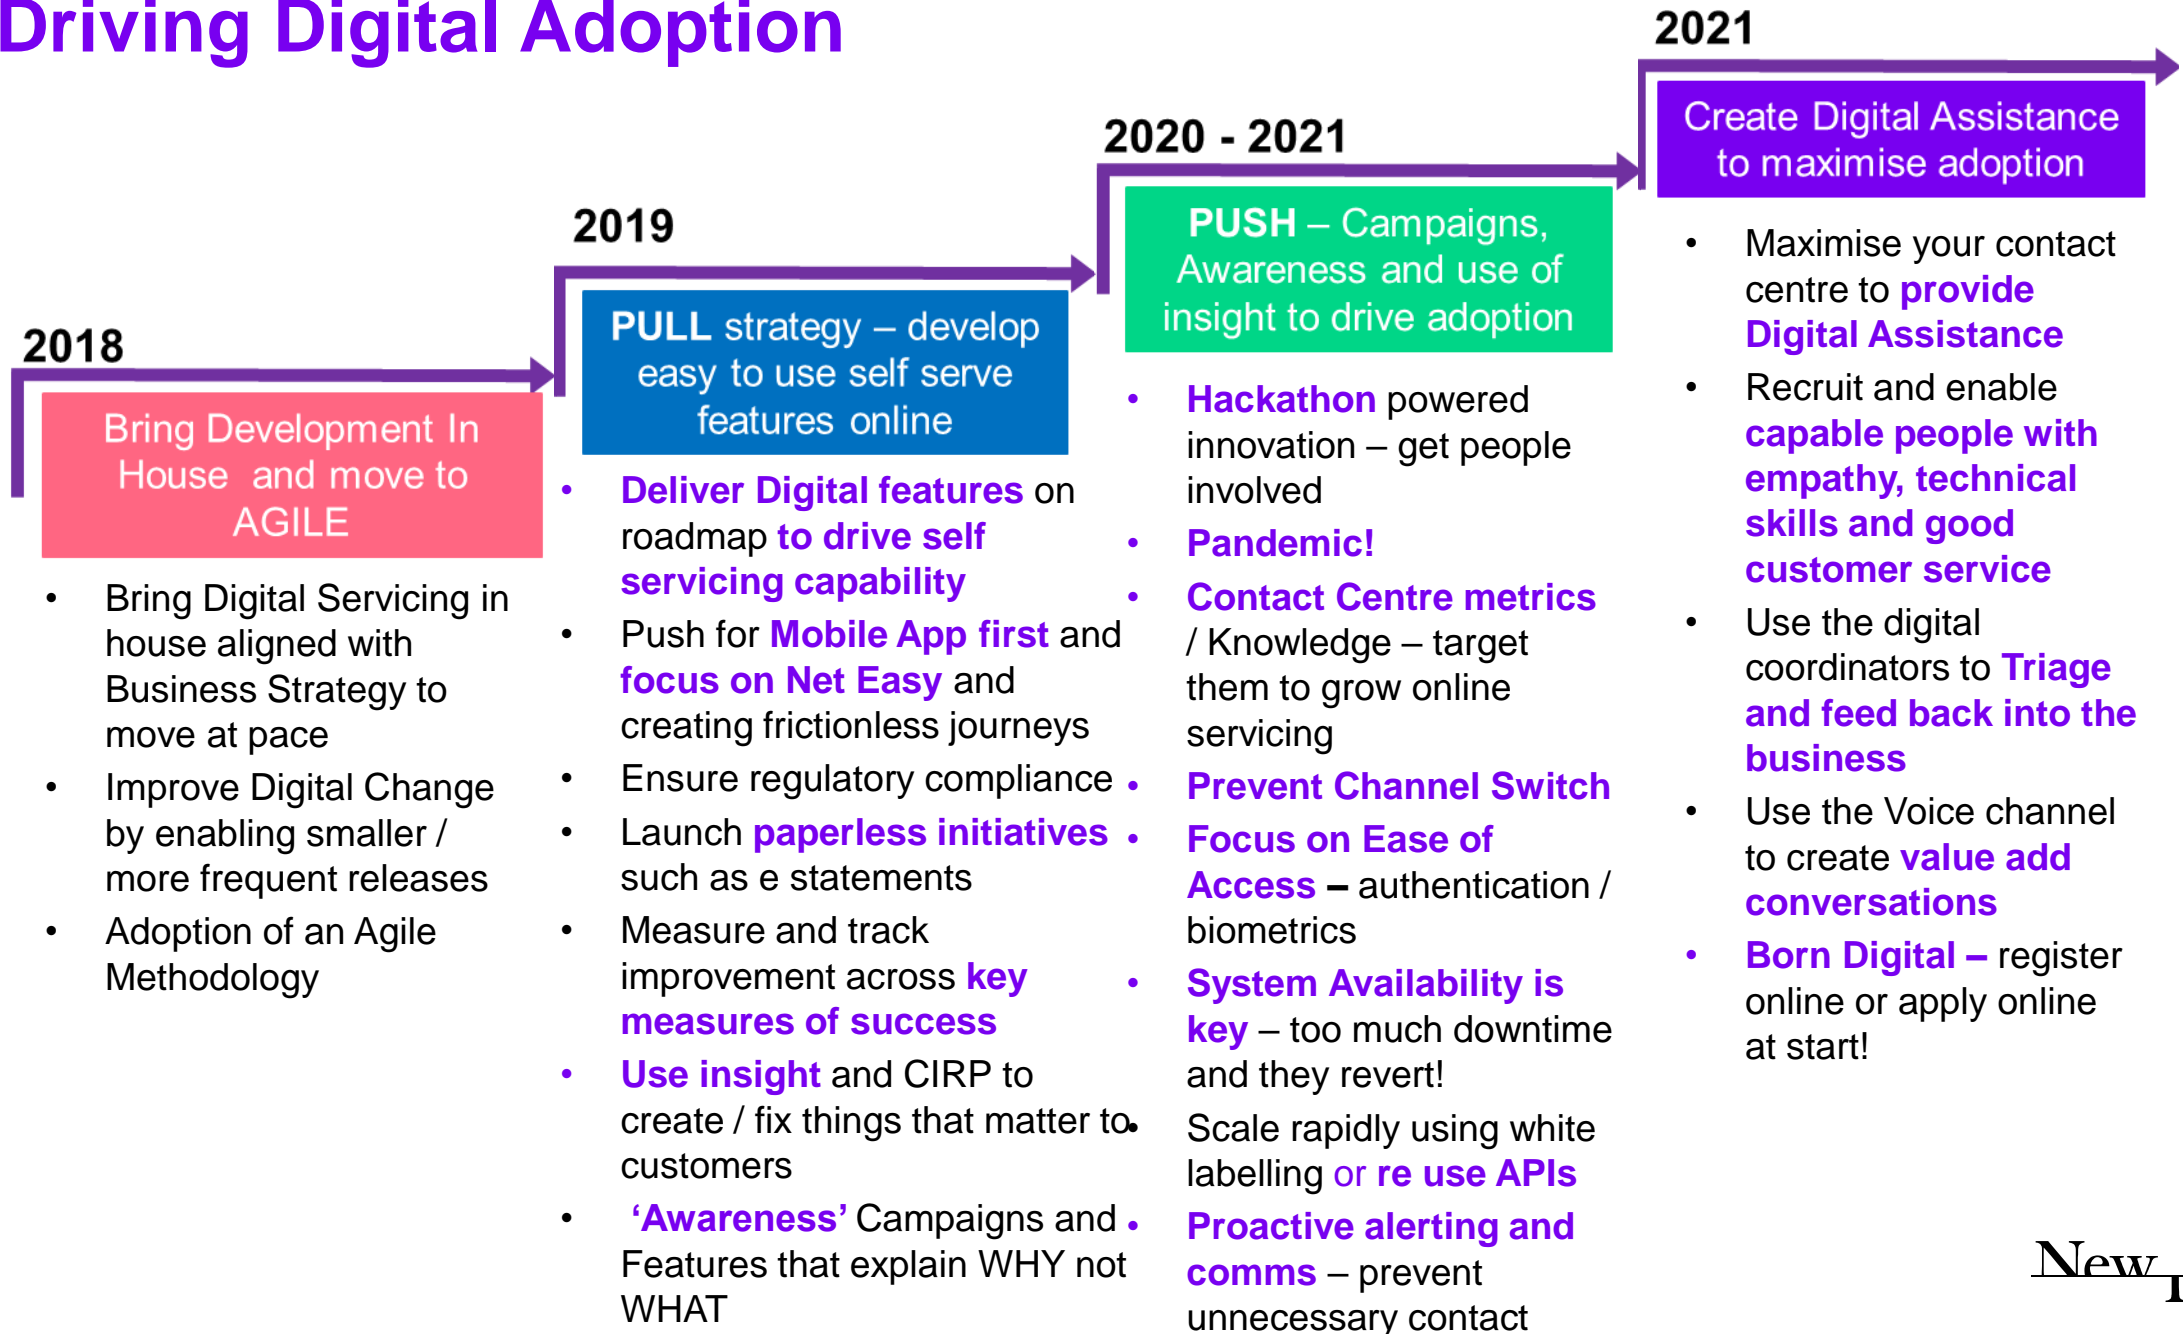 Driving Digital Adoption
2018
Bring Development In
House and move to
AGILE
• Bring Digital Servicing in
house aligned with
Business Strategy to
move at pace
• Improve Digital Change
by enabling smaller /
more frequent releases
• Adoption of an Agile
Methodology
2019
PULL strategy – develop
easy to use self serve
features online
• Deliver Digital features on
roadmap to drive self
servicing capability
• Push for Mobile App first and
focus on Net Easy and
creating frictionless journeys
• Ensure regulatory compliance
• Launch paperless initiatives
such as e statements
• Measure and track
improvement across key
measures of success
• Use insight and CIRP to
create / fix things that matter to
customers
• ‘Awareness’ Campaigns and
Features that explain WHY not
WHAT
2020 - 2021
PUSH – Campaigns,
Awareness and use of
insight to drive adoption
• Hackathon powered
innovation – get people
involved
• Pandemic!
• Contact Centre metrics
/ Knowledge – target
them to grow online
servicing
• Prevent Channel Switch
• Focus on Ease of
Access – authentication /
biometrics
• System Availability is
key – too much downtime
and they revert!
• Scale rapidly using white
labelling or re use APIs
• Proactive alerting and
comms – prevent
unnecessary contact
2021
Create Digital Assistance
to maximise adoption
• Maximise your contact
centre to provide
Digital Assistance
• Recruit and enable
capable people with
empathy, technical
skills and good
customer service
• Use the digital
coordinators to Triage
and feed back into the
business
• Use the Voice channel
to create value add
conversations
• Born Digital – register
online or apply online
at start!
New